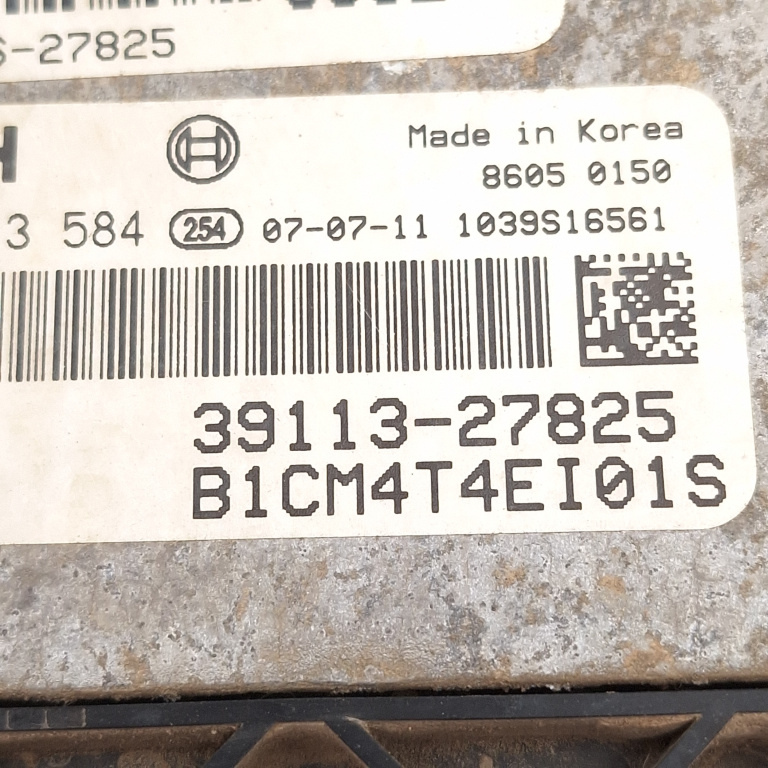 S-27825
H
Made in Korea
8605 0150
3 584 254 07-07-11 1039S16561
39113-27825
B1CM4T4EI01S